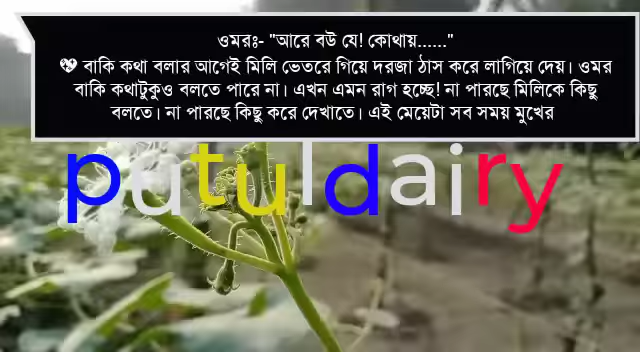 ওমরঃ- "আরে বউ যে! কোথায়......"
💖 বাকি কথা বলার আগেই মিলি ভেতরে গিয়ে দরজা ঠাস করে লাগিয়ে দেয়। ওমর
বাকি কথাটুকুও বলতে পারে না। এখন এমন রাগ হচ্ছে! না পারছে মিলিকে কিছু
বলতে। না পারছে কিছু করে দেখাতে। এই মেয়েটা সব সময় মুখের
putuldairy